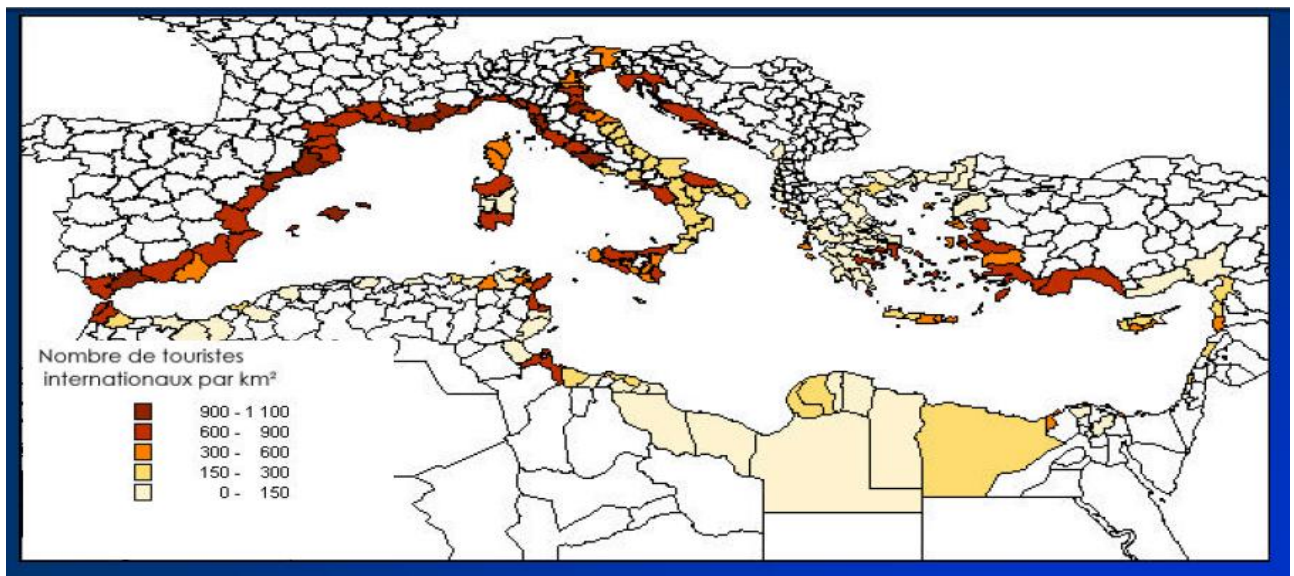 Nombre de touristes
internationaux par km²
900 - 1 100
600 - 900
300 - 600
150 - 300
0 - 150